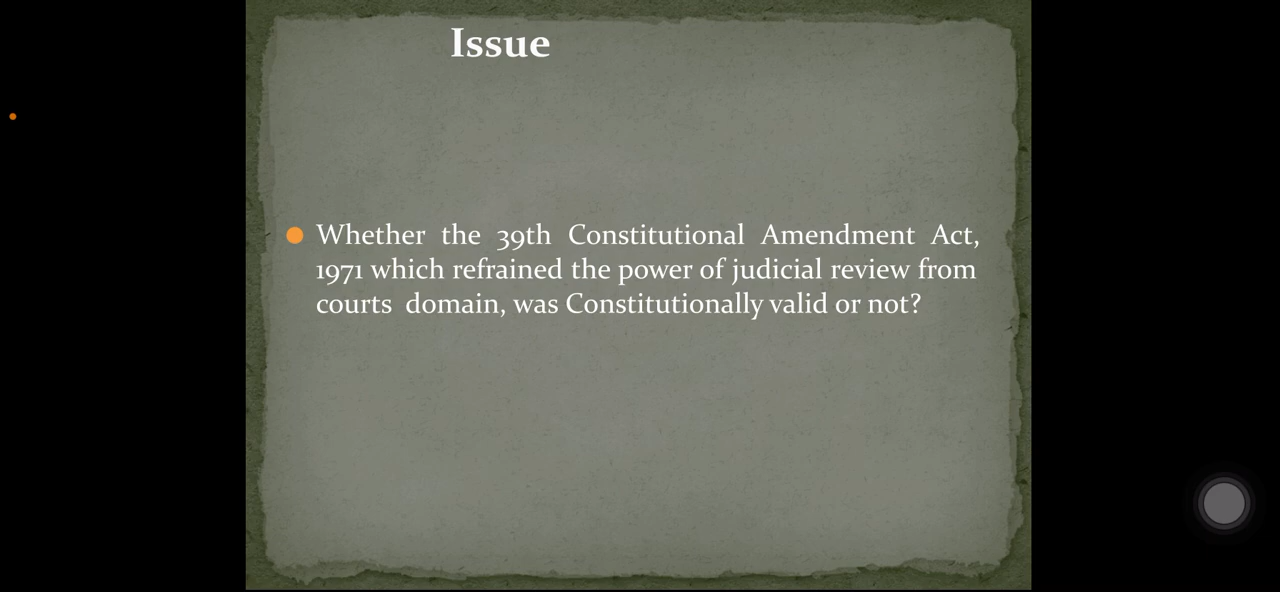 Issue
Whether the 39th Constitutional Amendment Act,
1971 which refrained the power of judicial review from
courts domain, was Constitutionally valid or not?